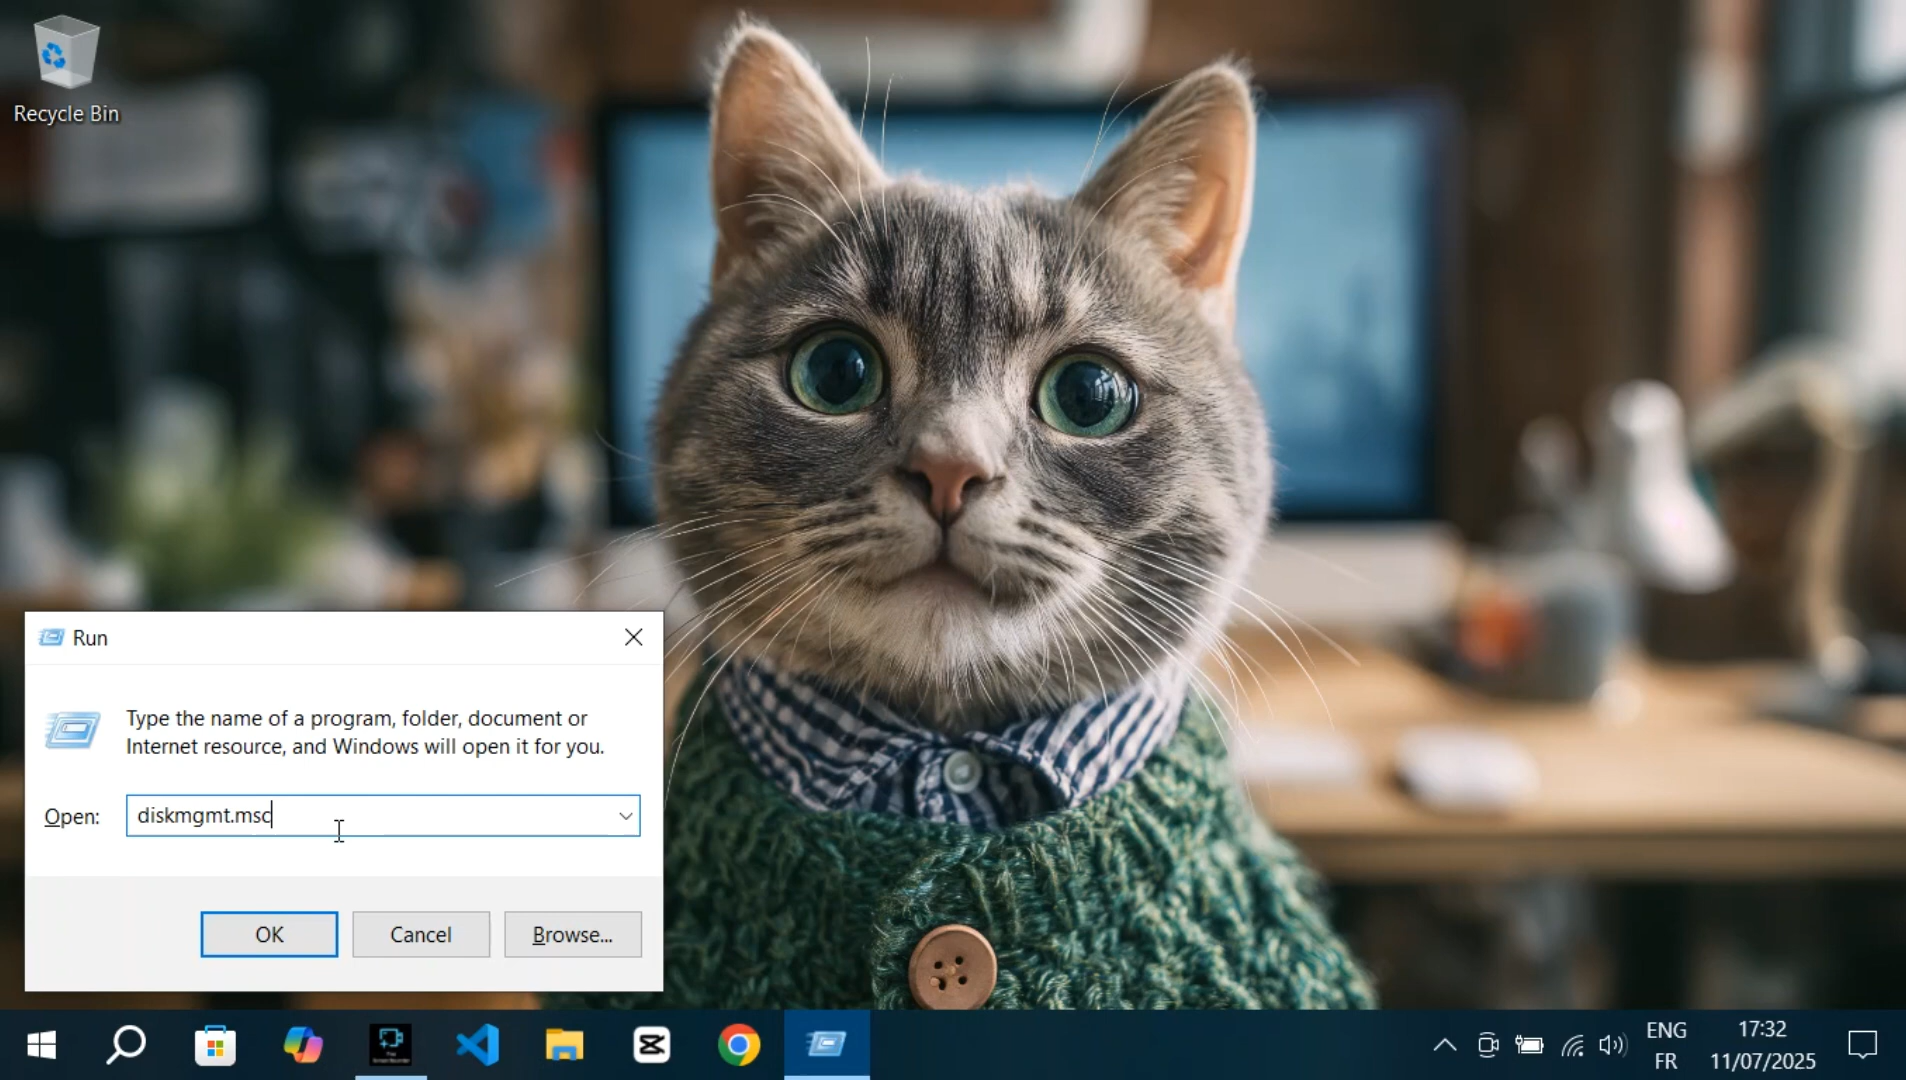 Recycle Bin
Run
Type the name of a program, folder, document or
Internet resource, and Windows will open it for you.
Open:
diskmgmt.msc
OK
Cancel
Browse...
ENG
FR
17:32
11/07/2025